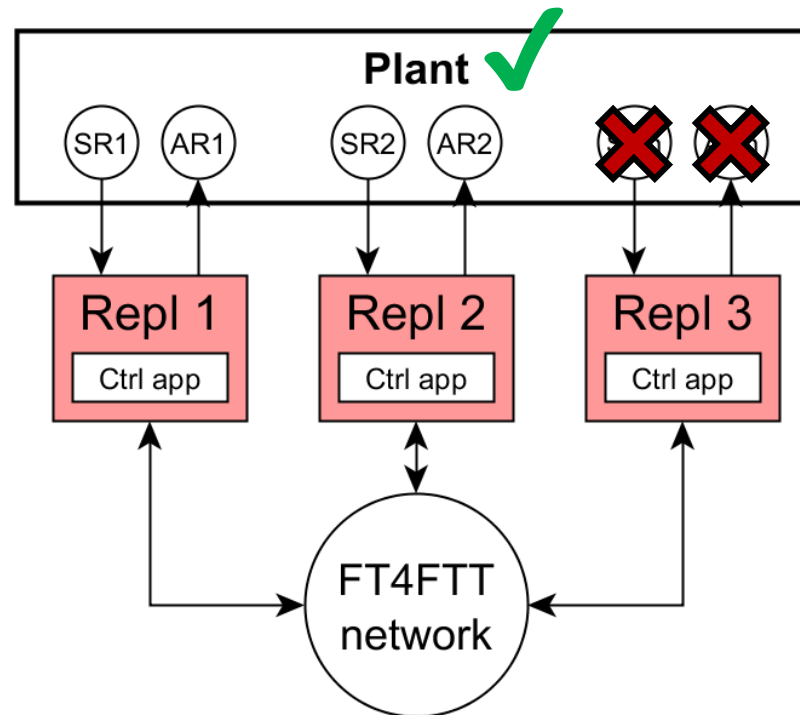 Plant
SR1 AR1 SR2 AR2
Repl 1 Repl 2 Repl 3
Ctrl app Ctrl app Ctrl app
FT4FTT
network